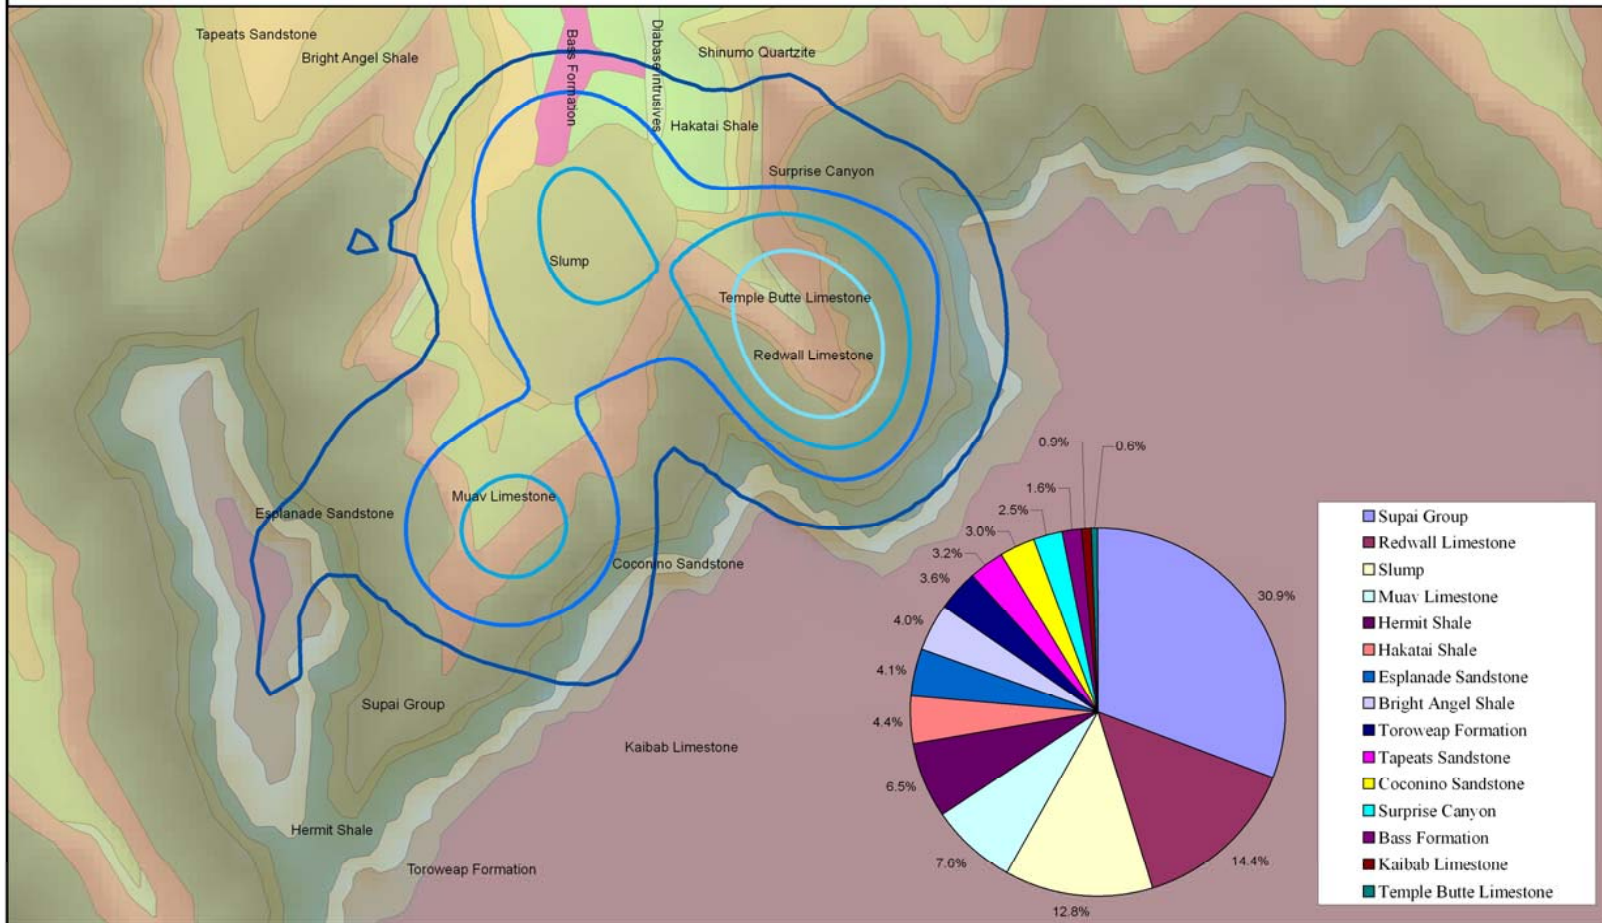 Tapeats Sandstone
Bright Angel Shale
Bass Formation
Diabase intrusives
Shinumo Quartzite
Hakatai Shale
Surprise Canyon
Slump
Temple Butte Limestone
Redwall Limestone
Muav Limestone
Esplanade Sandstone
Coconino Sandstone
Supai Group
Kaibab Limestone
Hermit Shale
Toroweap Formation
0.9%
0.6%
1.6%
2.5%
3.0%
3.2%
3.6%
4.0%
4.1%
4.4%
6.5%
7.6%
12.8%
14.4%
30.9%
Supai Group
Redwall Limestone
Slump
Muav Limestone
Hermit Shale
Hakatai Shale
Esplanade Sandstone
Bright Angel Shale
Toroweap Formation
Tapeats Sandstone
Coconino Sandstone
Surprise Canyon
Bass Formation
Kaibab Limestone
Temple Butte Limestone